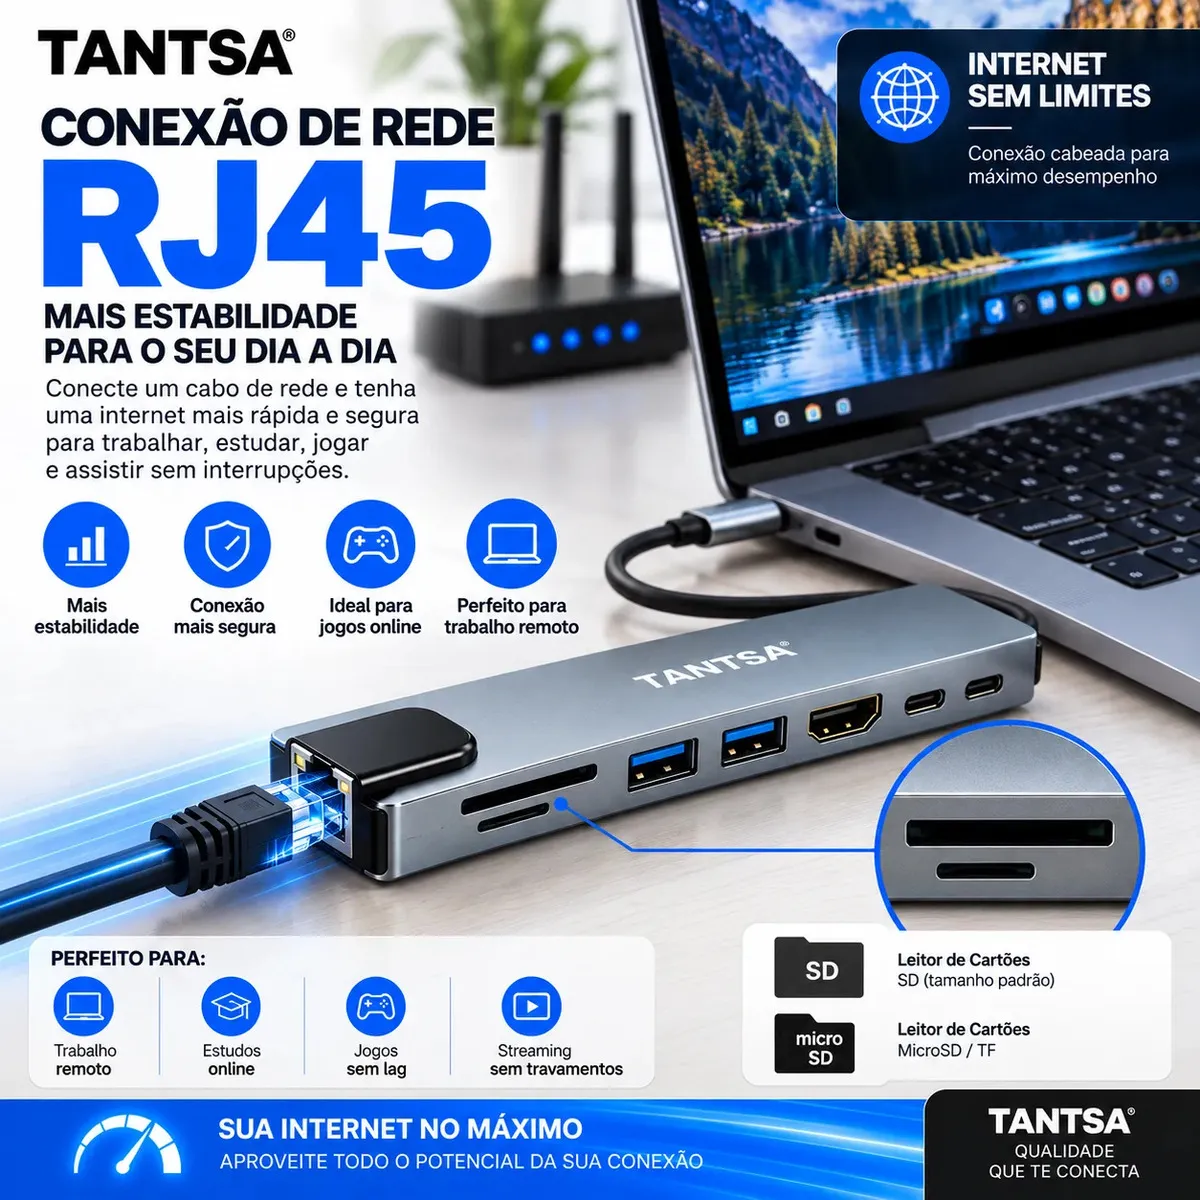 TANTSA®
CONEXÃO DE REDE
RJ45
MAIS ESTABILIDADE
PARA O SEU DIA A DIA
Conecte um cabo de rede e tenha
uma internet mais rápida e segura
para trabalhar, estudar, jogar
e assistir sem interrupções.
Mais
estabilidade
Conexão
mais segura
Ideal para
jogos online
Perfeito para
trabalho remoto
INTERNET
SEM LIMITES
Conexão cabeada para
máximo desempenho
TANTSA®
PERFEITO PARA:
Trabalho
remoto
Estudos
online
Jogos
sem lag
Streaming
sem travamentos
SD
Leitor de Cartões
SD (tamanho padrão)
micro
SD
Leitor de Cartões
MicroSD / TF
SUA INTERNET NO MÁXIMO
APROVEITE TODO O POTENCIAL DA SUA CONEXÃO
TANTSA®
QUALIDADE
QUE TE CONECTA